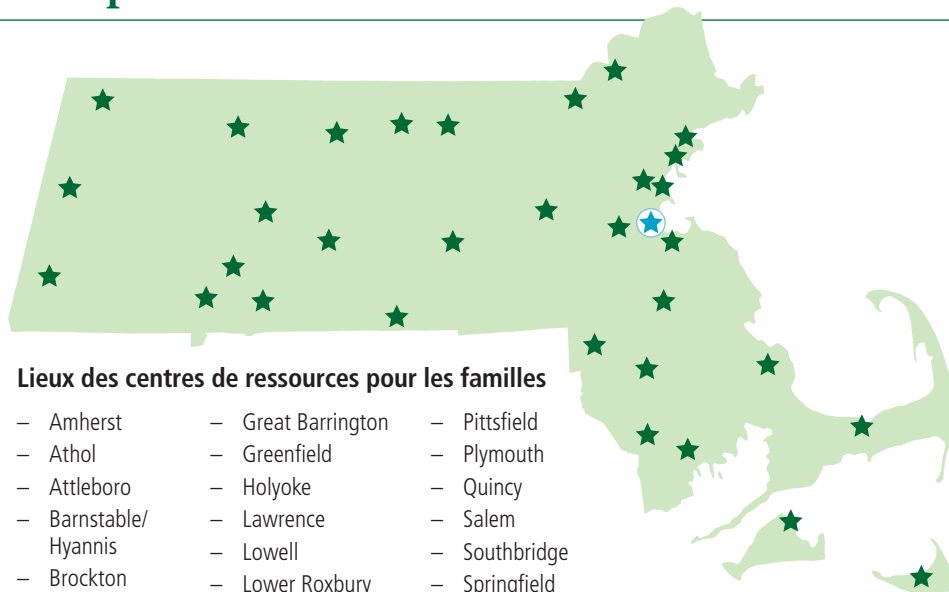 Lieux des centres de ressources pour les familles
– Amherst
– Athol
– Attleboro
– Barnstable/
Hyannis
– Brockton
– Great Barrington
– Greenfield
– Holyoke
– Lawrence
– Lowell
– Lower Roxbury
– Pittsfield
– Plymouth
– Quincy
– Salem
– Southbridge
– Springfield